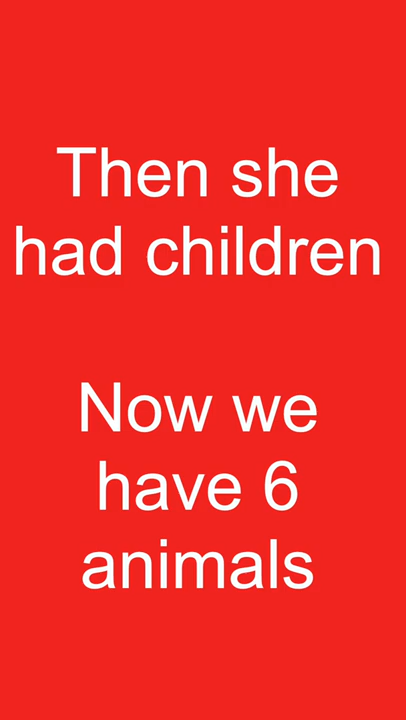 Then she
had children
Now we
have 6
animals